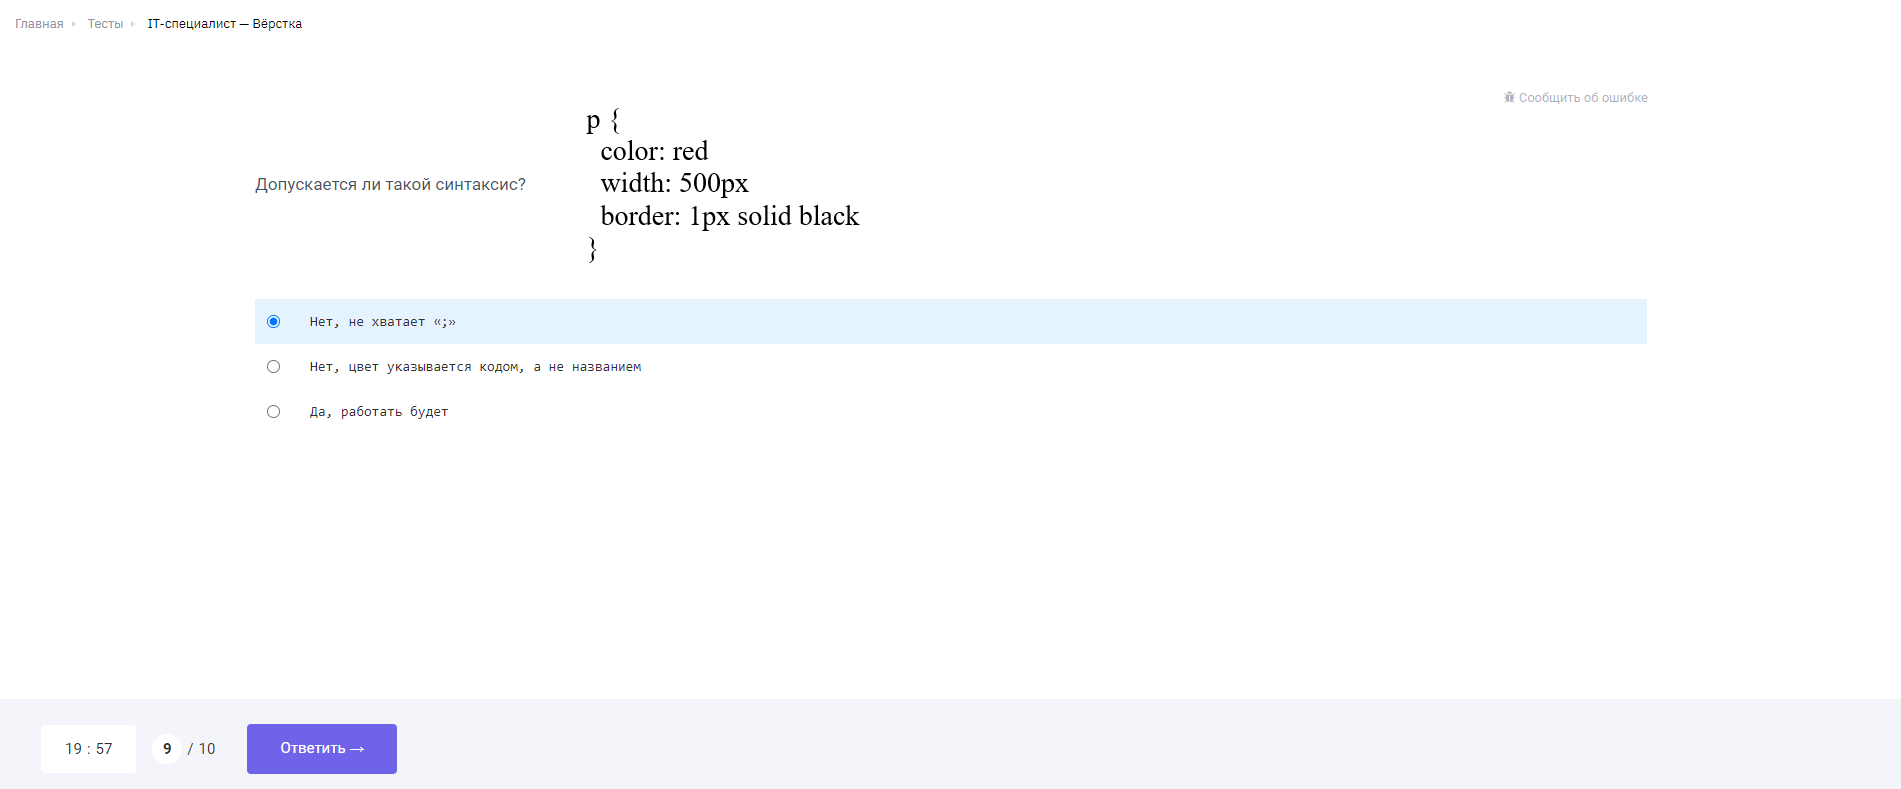 Главная Тесты IT-специалист — Вёрстка
Сообщить об ошибке
Допускается ли такой синтаксис?
p {
color: red
width: 500px
border: 1px solid black
}
Нет, не хватает «;»
Нет, цвет указывается кодом, а не названием
Да, работать будет
19 : 57 9 / 10 Ответить →